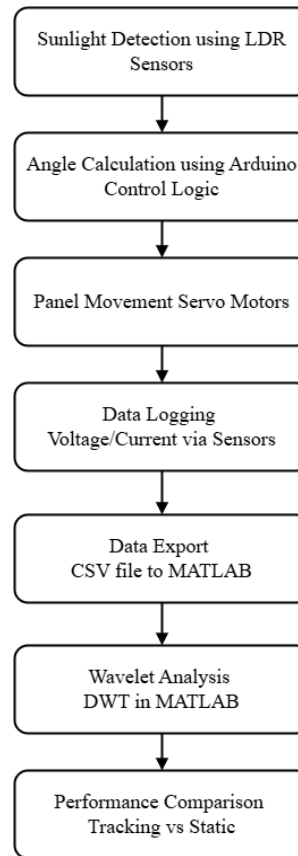 Sunlight Detection using LDR
Sensors
Angle Calculation using Arduino
Control Logic
Panel Movement Servo Motors
Data Logging
Voltage/Current via Sensors
Data Export
CSV file to MATLAB
Wavelet Analysis
DWT in MATLAB
Performance Comparison
Tracking vs Static